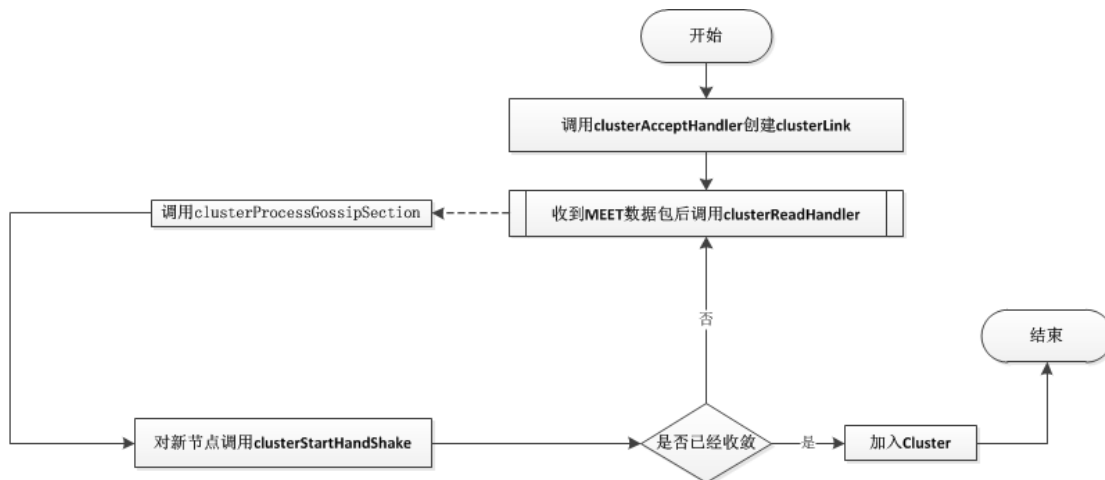 开始
调用clusterAcceptHandler创建clusterLink
收到MEET数据包后调用clusterReadHandler
调用clusterProcessGossipSection
否
结束
对新节点调用clusterStartHandShake
是否已经收敛
是
加入Cluster